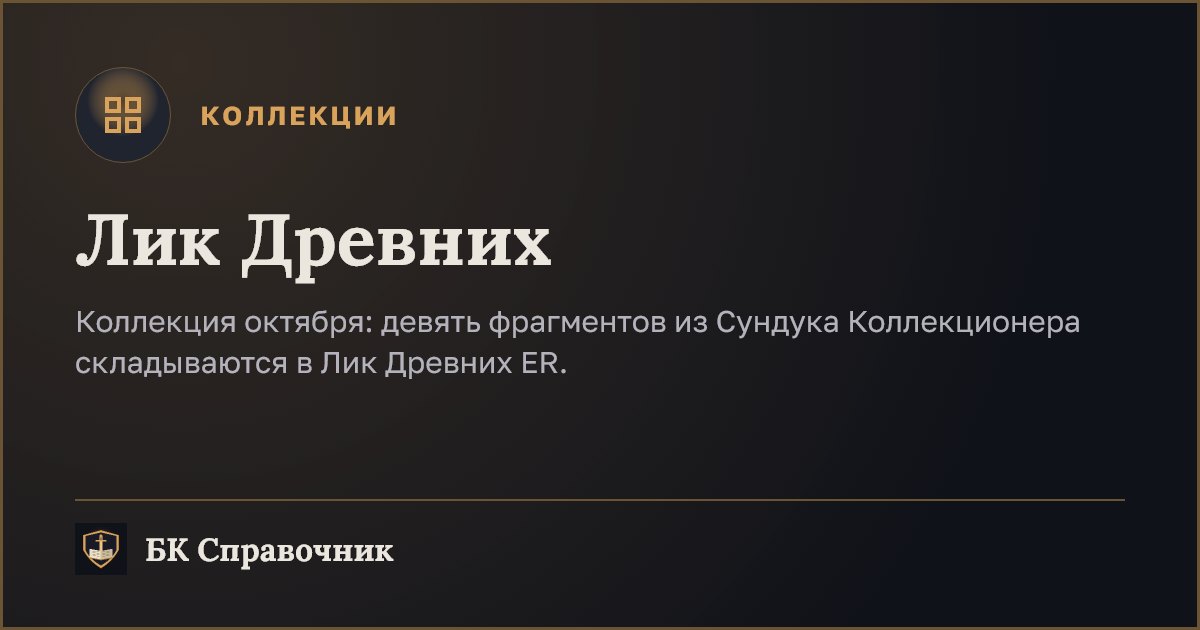 КОЛЛЕКЦИИ
Лик Древних
Коллекция октября: девять фрагментов из Сундука Коллекционера
складываются в Лик Древних ER.
БК Справочник